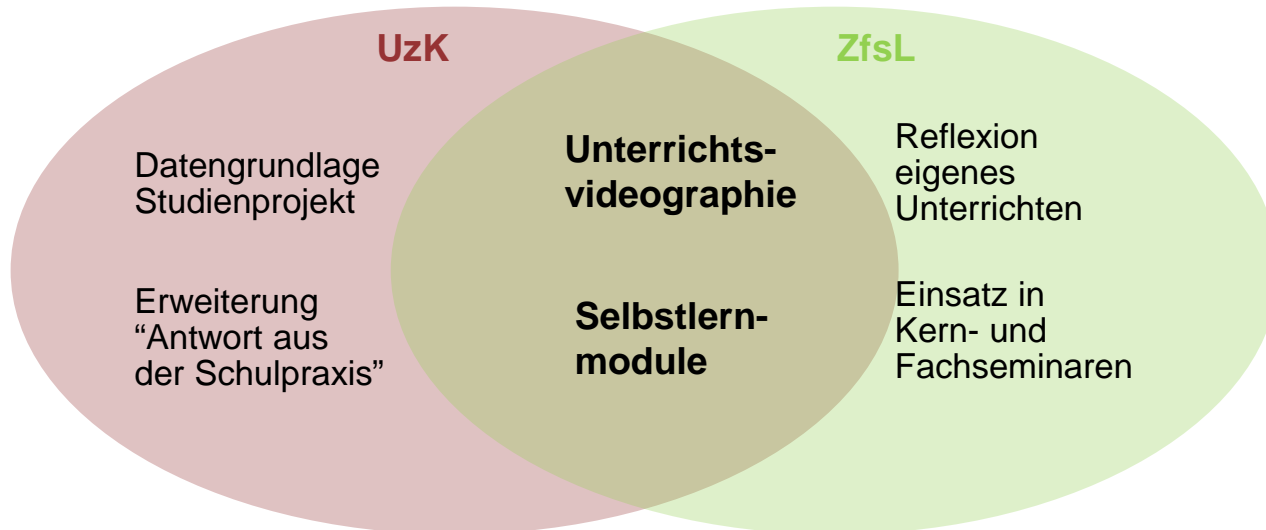 UzK
Datengrundlage
Studienprojekt
Erweiterung
“Antwort aus
der Schulpraxis”
Unterrichts-
videographie
Selbstlern-
module
ZfsL
Reflexion
eigenes
Unterrichten
Einsatz in
Kern- und
Fachseminaren